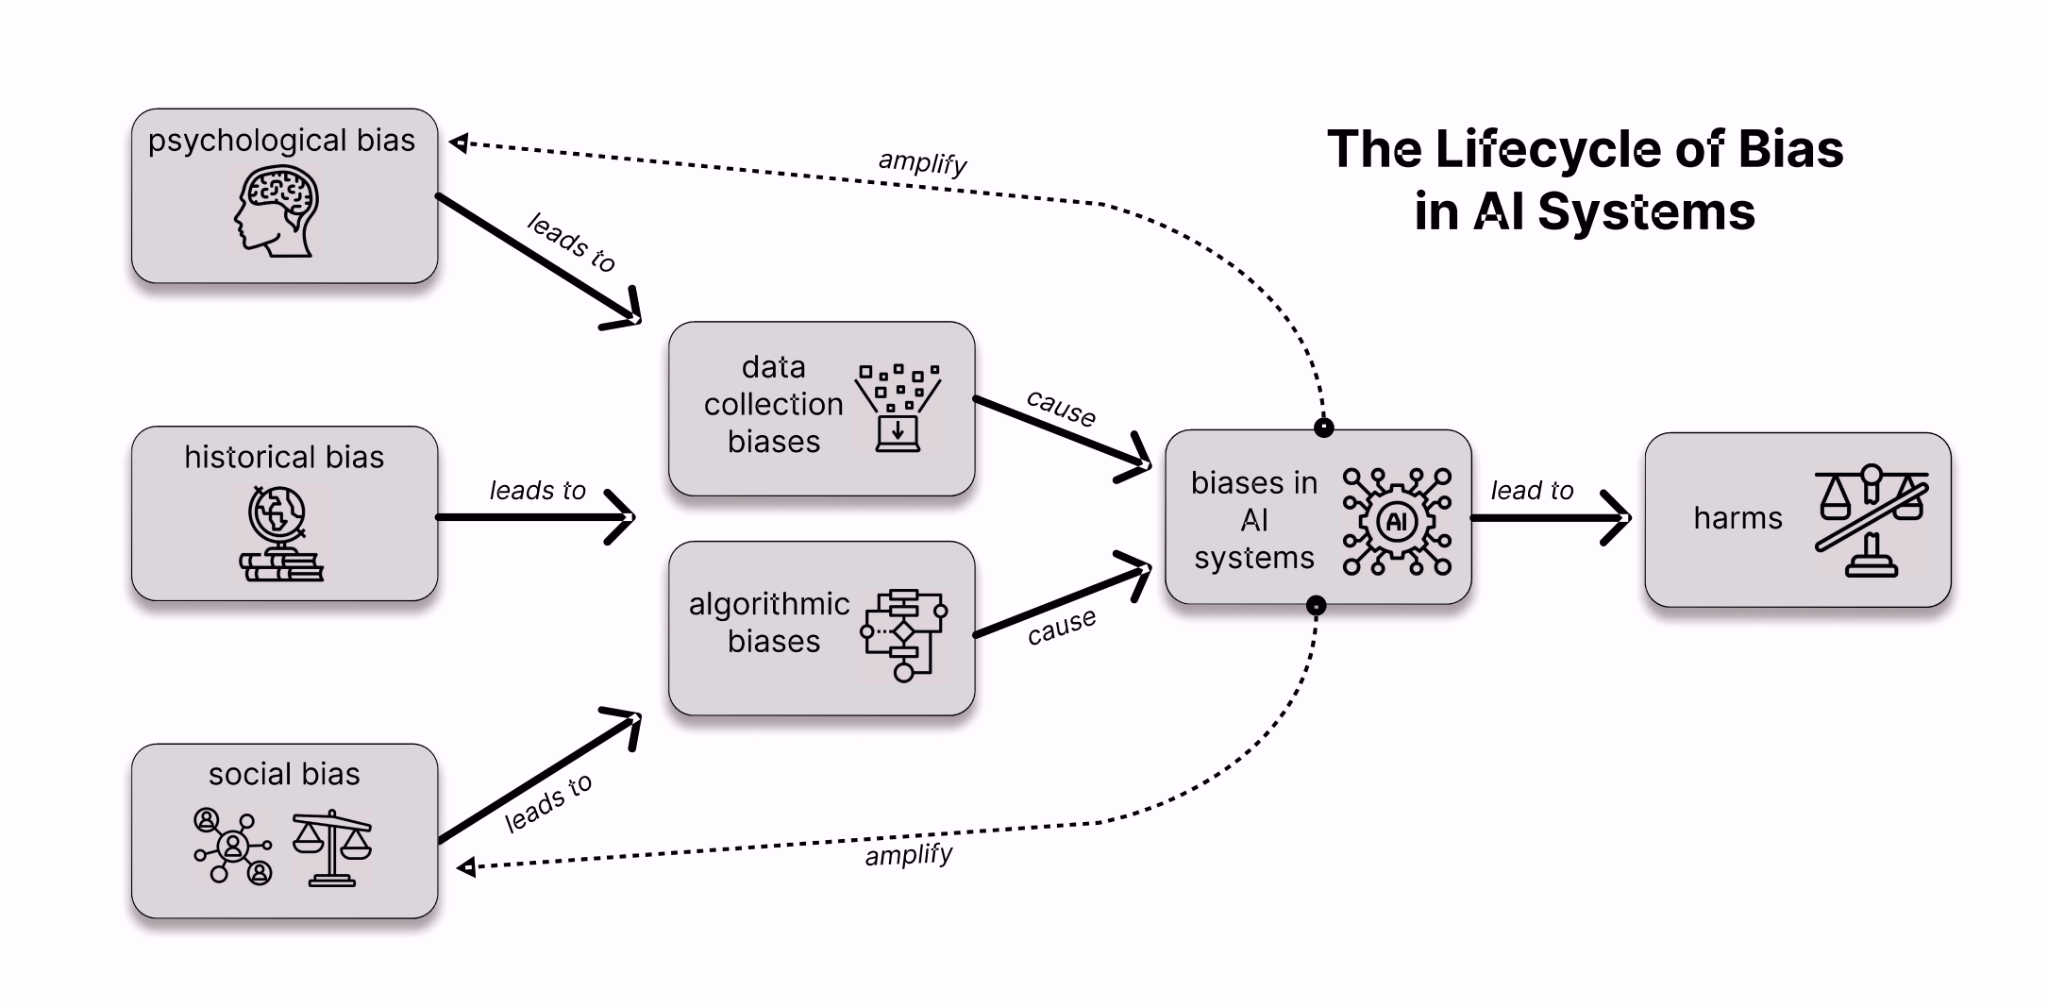 The Lifecycle of Bias
in AI Systems
psychological bias
leads to
amplify
historical bias
leads to
social bias
leads to
amplify
data
collection
biases
cause
algorithmic
biases
cause
biases in
AI
systems
AI
lead to
harms